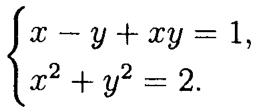 x - y + xy = 1,
x² + y² = 2.